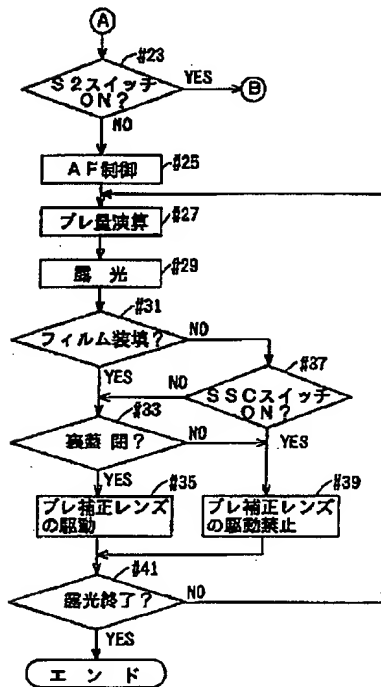 A
#23
S2スイッチ
ON?
YES
B
NO
#25
AF制御
#27
ブレ量演算
#29
露光
#31
フィルム装填?
NO
YES
#37
NO
SSCスイッチ
ON?
#33
裏蓋 閉?
NO
YES
YES
#35
ブレ補正レンズ
の駆動
#39
ブレ補正レンズ
の駆動禁止
#41
露光終了?
NO
YES
エンド